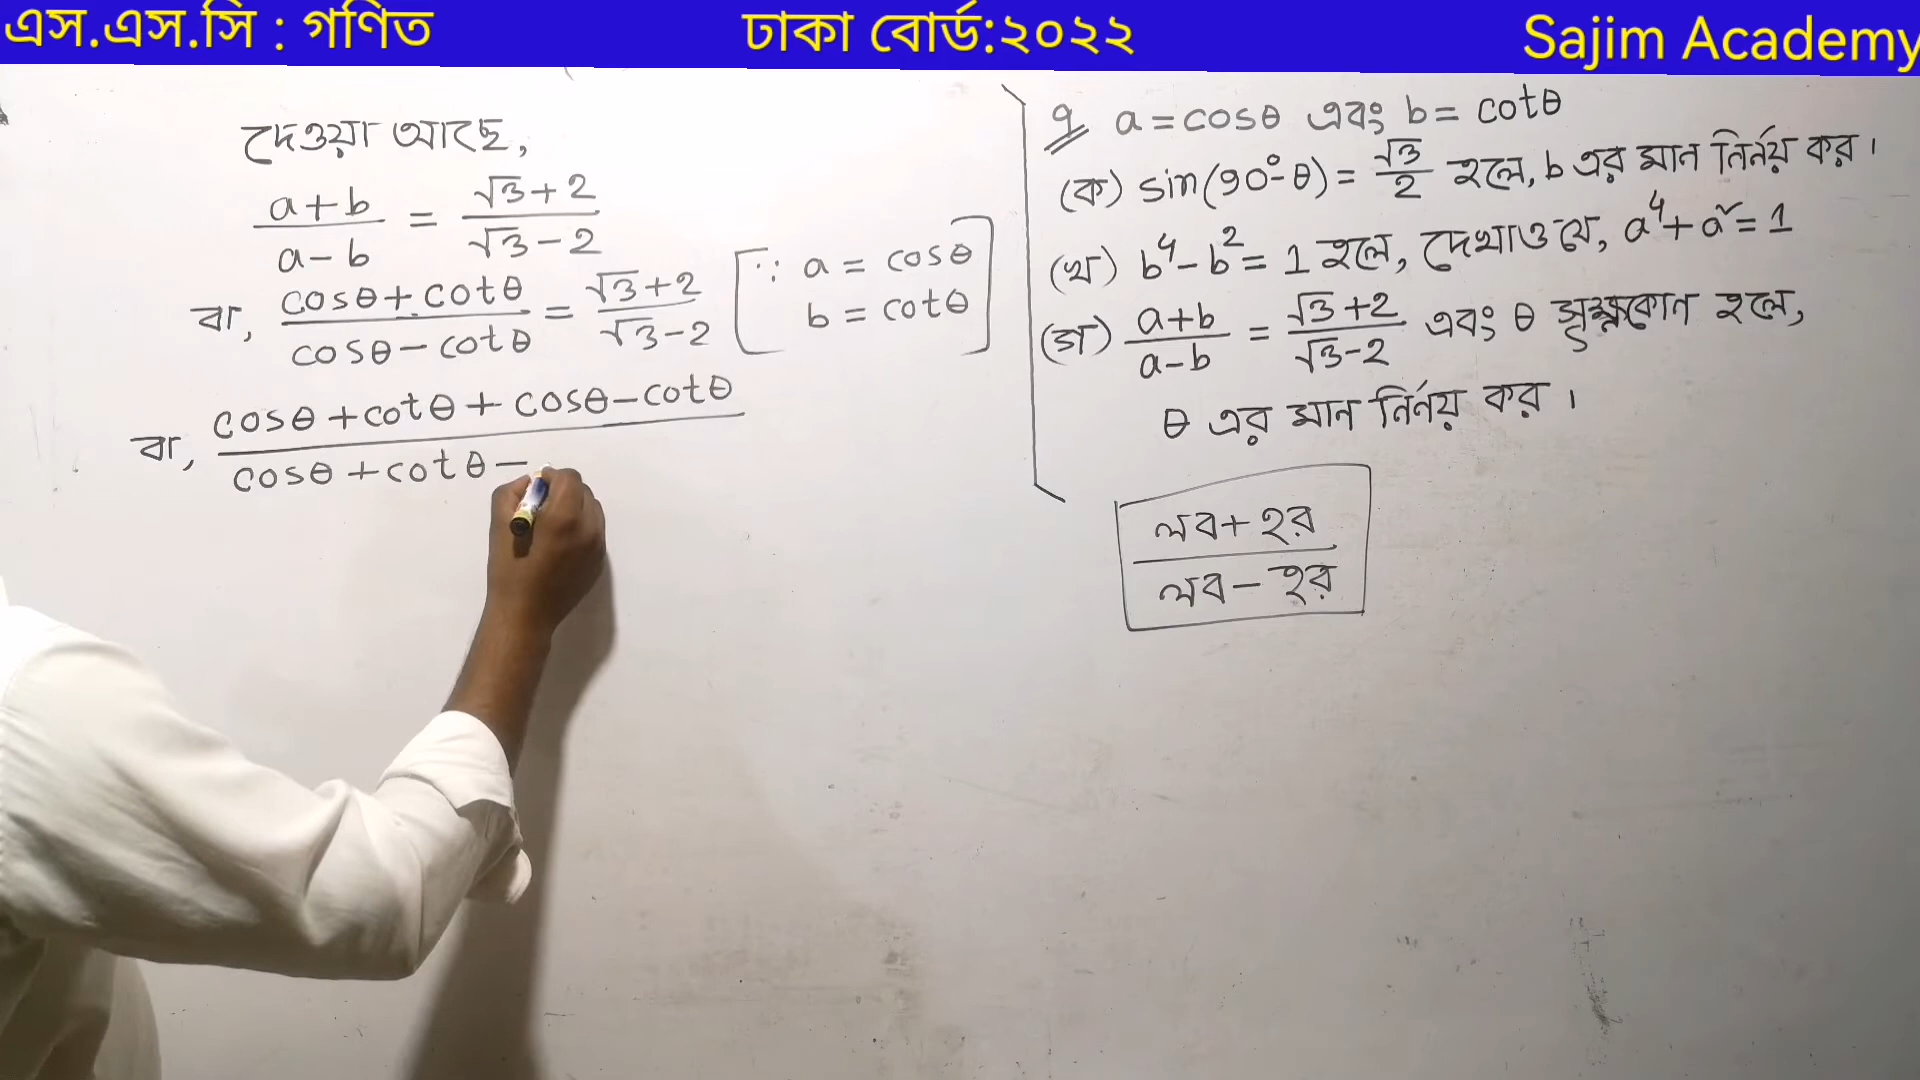 এস.এস.সি : গণিত ঢাকা বোর্ড:২০২২ Sajim Academy
দেওয়া আছে,
a+b / a-b = √3+2 / √3-2
বা, cosθ+cotθ / cosθ-cotθ = √3+2 / √3-2 [∵ a = cosθ
b = cotθ]
বা, cosθ+cotθ+cosθ-cotθ / cosθ+cotθ-
৭ a=cosθ এবং b= cotθ
(ক) sin(90°-θ)= √3/2 হলে, b এর মান নির্নয় কর।
(খ) b⁴-b²= 1 হলে, দেখাও যে, a⁴+a²=1
(গ) a+b / a-b = √3+2 / √3-2 এবং θ সূক্ষ্মকোন হলে,
θ এর মান নির্নয় কর।
লব+হর
লব-হর